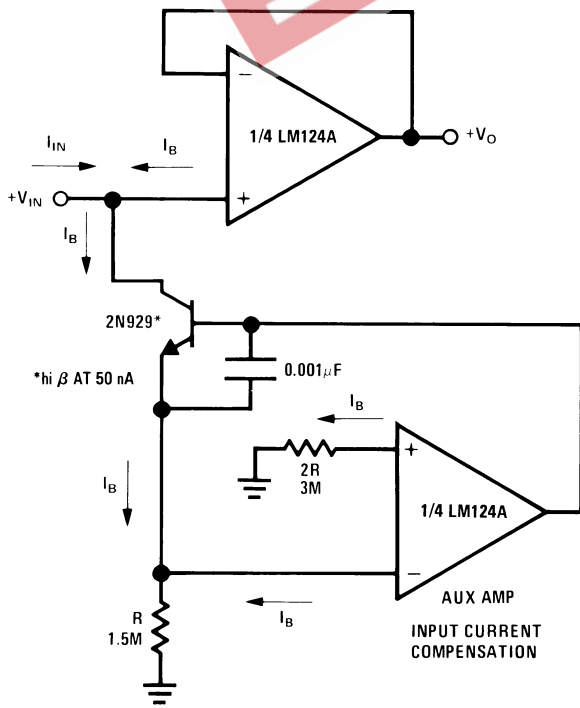 −
1/4 LM124A
+
+V_O
I_IN
I_B
+V_IN
I_B
2N929*
*hi β AT 50 nA
0.001μF
I_B
2R
3M
+
1/4 LM124A
−
I_B
I_B
R
1.5M
AUX AMP
INPUT CURRENT
COMPENSATION